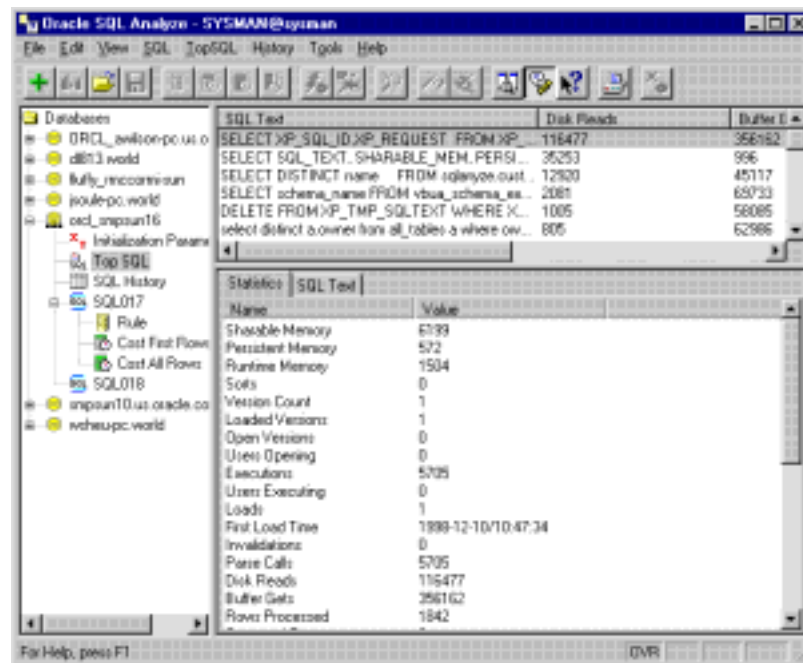 Oracle SQL Analyze - SYSMAN@sysman
File Edit View SQL TopSQL History Tools Help
Databases
ORCL_awilson-pc.us.o
dll813.world
fluffy_rmccormi-sun
jsoule-pc.world
orcl_smpsun16
Initialization Parame
Top SQL
SQL History
SQL017
Rule
Cost First Rows
Cost All Rows
SQL018
smpsun10.us.oracle.co
wcheu-pc.world
SQL Text Disk Reads Buffer G
SELECT XP_SQL_ID,XP_REQUEST FROM XP_... 116477 356162
SELECT SQL_TEXT, SHARABLE_MEM, PERSI... 35253 996
SELECT DISTINCT name FROM sqlanyze.cust... 12920 45117
SELECT schema_name FROM vbua_schema_es... 2081 69733
DELETE FROM XP_TMP_SQLTEXT WHERE X... 1005 58085
select distinct a.owner from all_tables a where ow... 805 62986
Statistics SQL Text
Name Value
Sharable Memory 6199
Persistent Memory 572
Runtime Memory 1504
Sorts 0
Version Count 1
Loaded Versions 1
Open Versions 0
Users Opening 0
Executions 5705
Users Executing 0
Loads 1
First Load Time 1998-12-10/10:47:34
Invalidations 0
Parse Calls 5705
Disk Reads 116477
Buffer Gets 356162
Rows Processed 1842
For Help, press F1
OVR